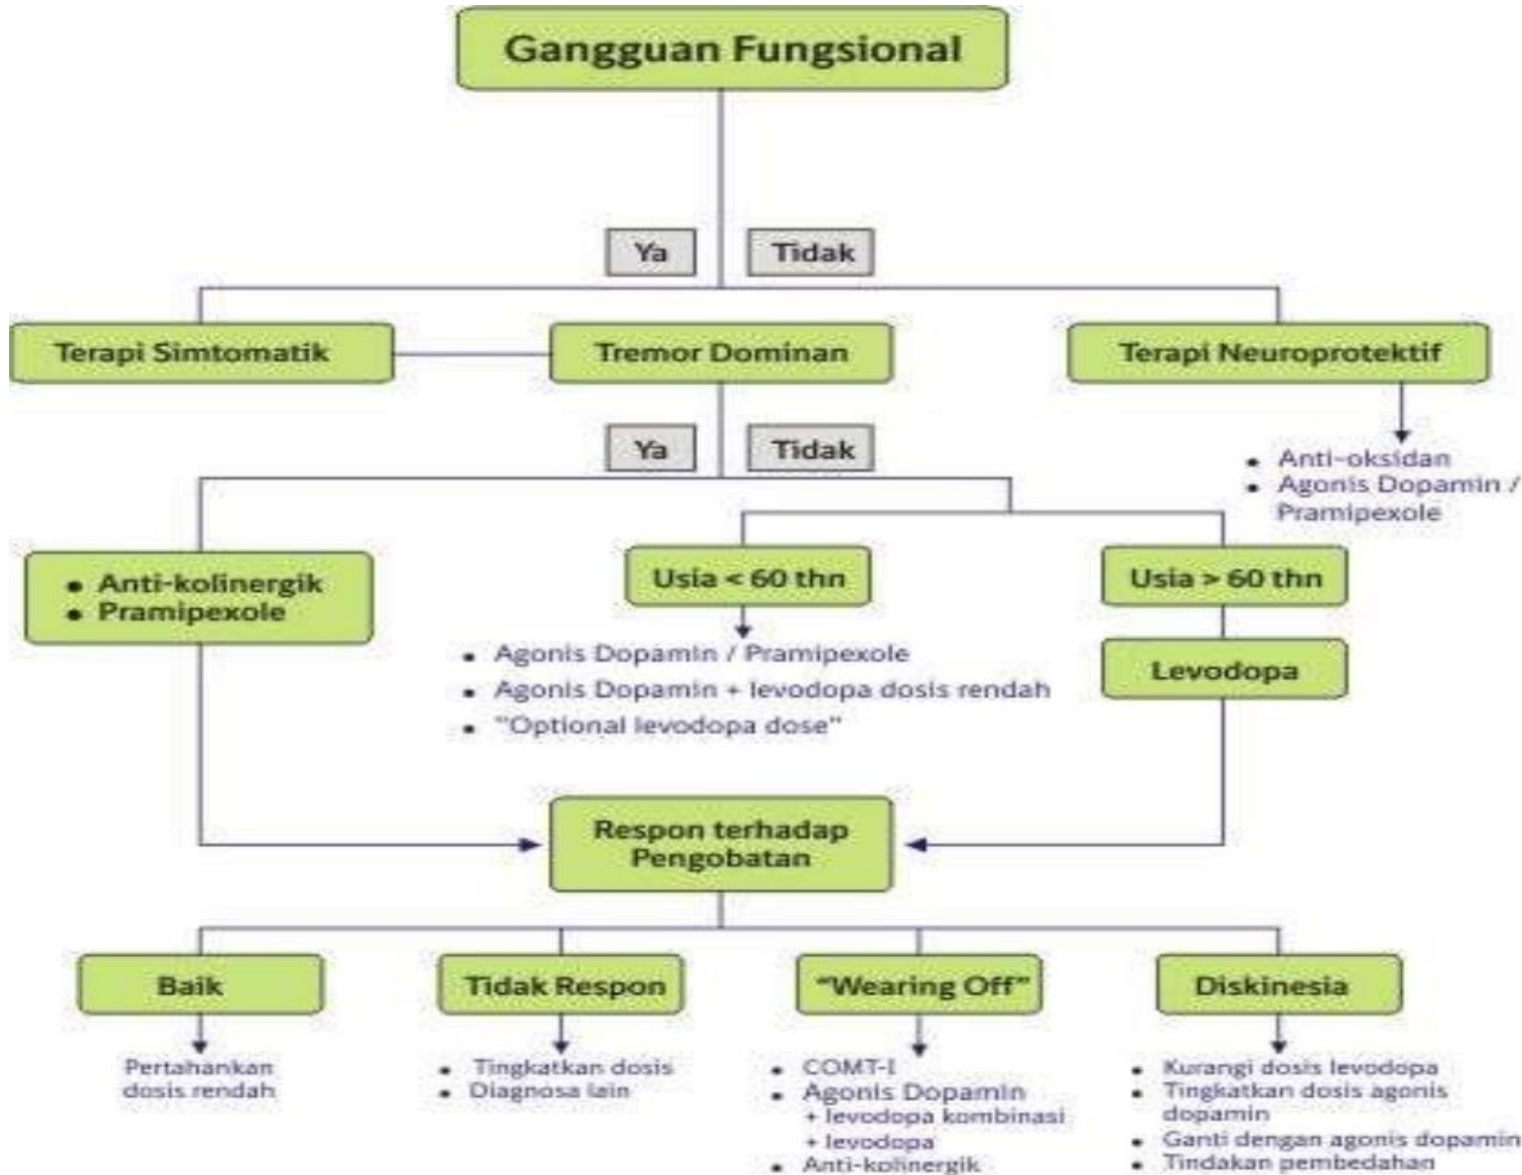 Gangguan Fungsional
Ya
Tidak
Terapi Simtomatik
Tremor Dominan
Terapi Neuroprotektif
Ya
Tidak
• Anti-oksidan
• Agonis Dopamin /
Pramipexole
• Anti-kolinergik
• Pramipexole
Usia < 60 thn
Usia > 60 thn
• Agonis Dopamin / Pramipexole
• Agonis Dopamin + levodopa dosis rendah
• "Optional levodopa dose"
Levodopa
Respon terhadap
Pengobatan
Baik
Tidak Respon
"Wearing Off"
Diskinesia
Pertahankan
dosis rendah
• Tingkatkan dosis
• Diagnosa lain
• COMT-I
• Agonis Dopamin
+ levodopa kombinasi
+ levodopa
• Anti-kolinergik
• Kurangi dosis levodopa
• Tingkatkan dosis agonis
dopamin
• Ganti dengan agonis dopamin
• Tindakan pembedahan